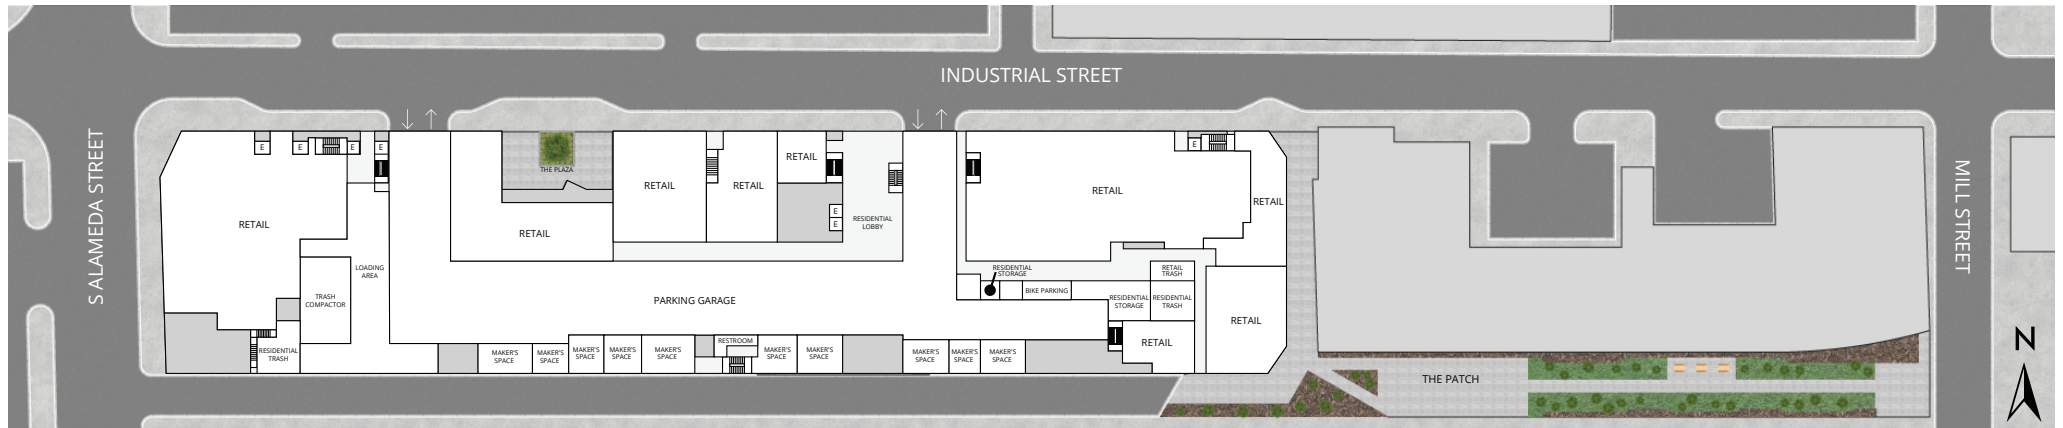 INDUSTRIAL STREET
S ALAMEDA STREET
MILL STREET
E
E
E
E
THE PLAZA
RETAIL
RETAIL
RETAIL
RETAIL
RETAIL
E
E
RESIDENTIAL
LOBBY
E
RETAIL
RETAIL
LOADING
AREA
TRASH
COMPACTOR
PARKING GARAGE
RESIDENTIAL
STORAGE
BIKE PARKING
RETAIL
TRASH
RESIDENTIAL
STORAGE
RESIDENTIAL
TRASH
RETAIL
RESIDENTIAL
TRASH
MAKER'S
SPACE
MAKER'S
SPACE
MAKER'S
SPACE
MAKER'S
SPACE
MAKER'S
SPACE
RESTROOM
MAKER'S
SPACE
MAKER'S
SPACE
MAKER'S
SPACE
MAKER'S
SPACE
MAKER'S
SPACE
RETAIL
THE PATCH
N